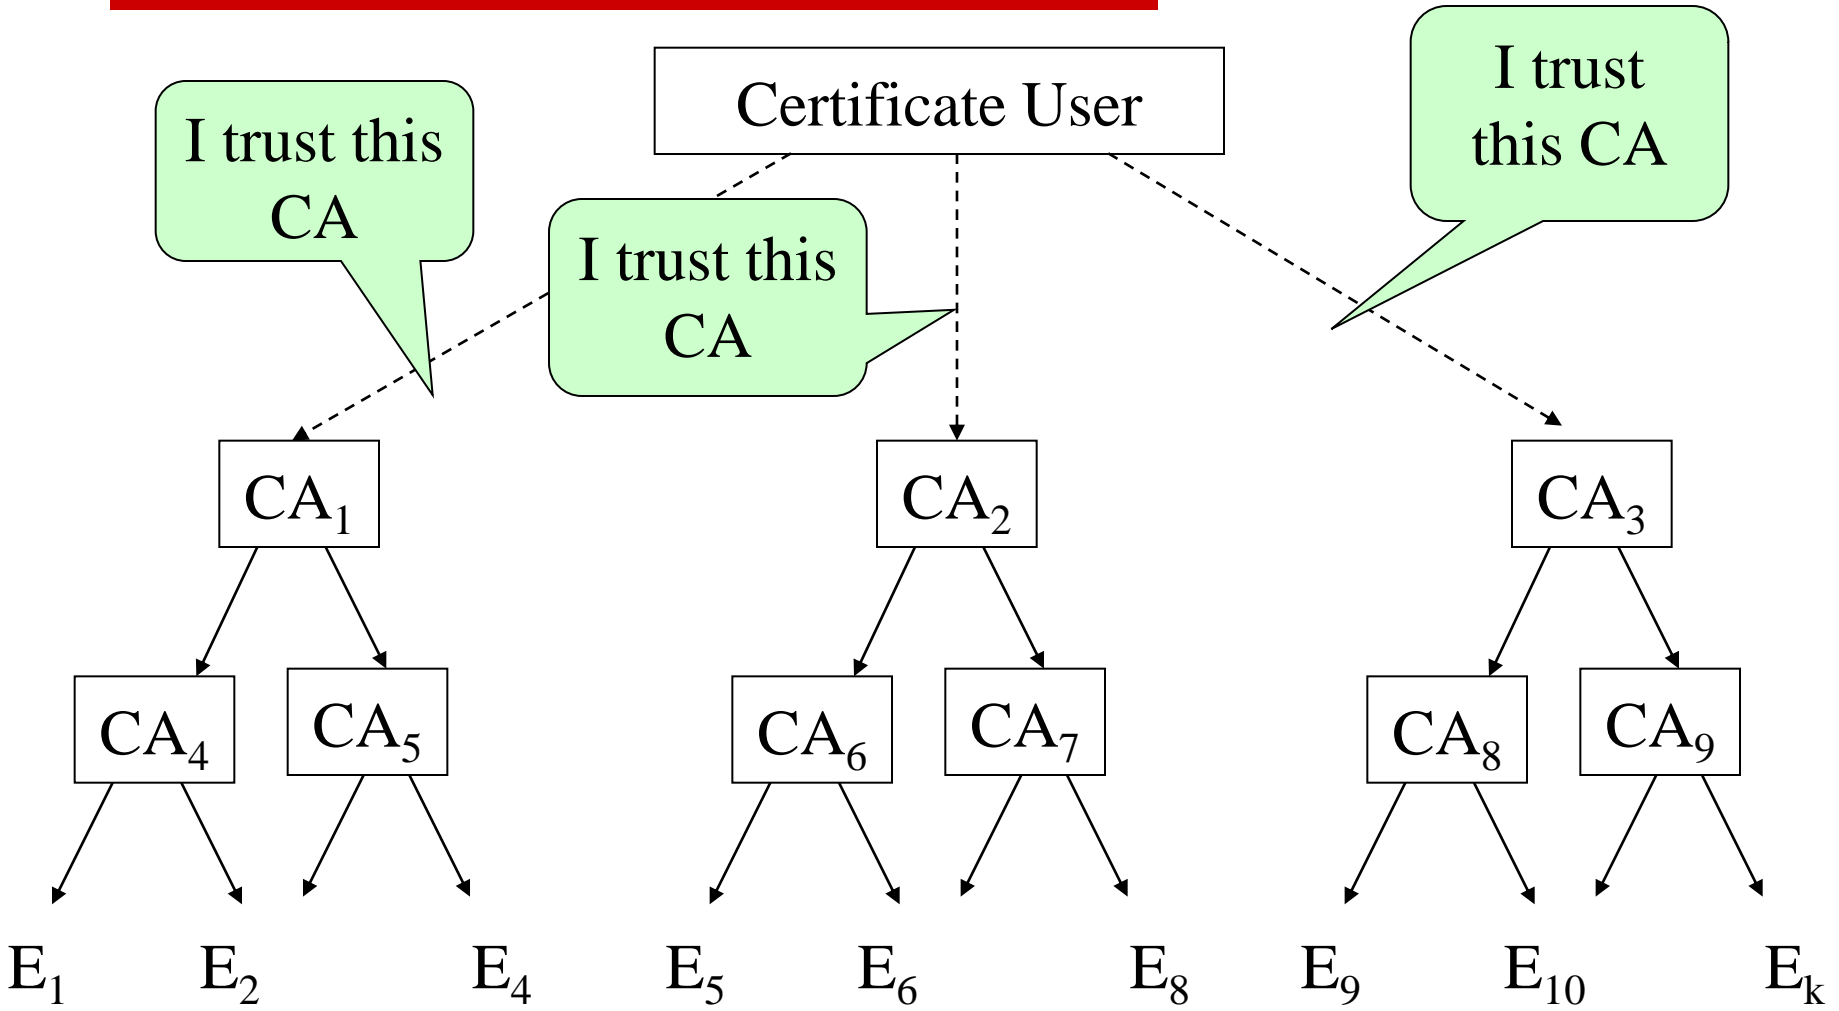 Certificate User
I trust this
CA
I trust this
CA
I trust
this CA
CA₁
CA₂
CA₃
CA₄
CA₅
CA₆
CA₇
CA₈
CA₉
E₁
E₂
E₄
E₅
E₆
E₈
E₉
E₁₀
Eₖ